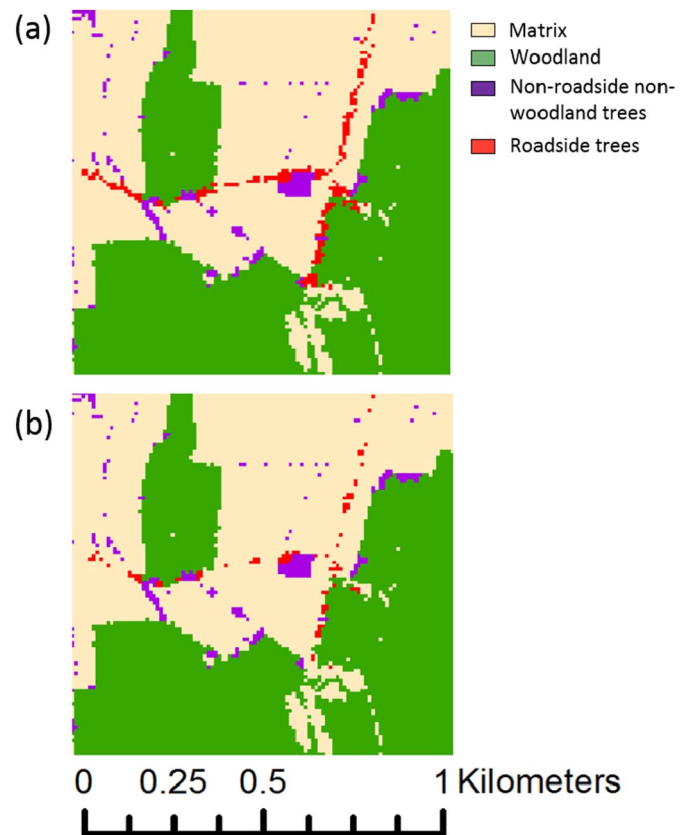 (a)
Matrix
Woodland
Non-roadside non-
woodland trees
Roadside trees
(b)
0 0.25 0.5 1 Kilometers